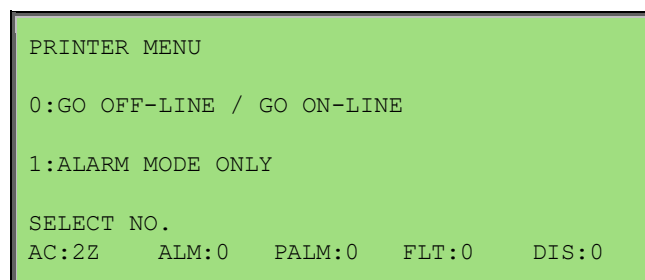 PRINTER MENU
0:GO OFF-LINE / GO ON-LINE
1:ALARM MODE ONLY
SELECT NO.
AC:2Z ALM:0 PALM:0 FLT:0 DIS:0